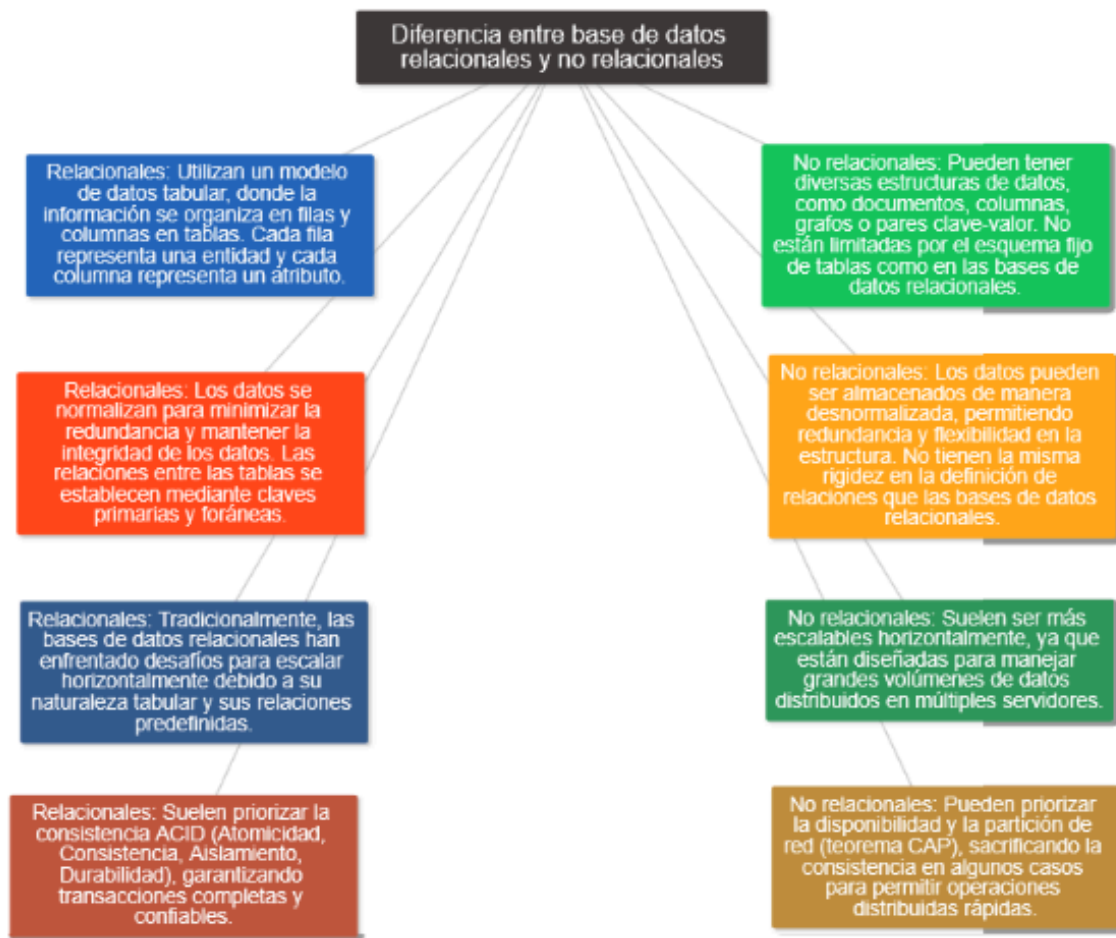 Diferencia entre base de datos
relacionales y no relacionales
Relacionales: Utilizan un modelo
de datos tabular, donde la
información se organiza en filas y
columnas en tablas. Cada fila
representa una entidad y cada
columna representa un atributo.
No relacionales: Pueden tener
diversas estructuras de datos,
como documentos, columnas,
grafos o pares clave-valor. No
están limitadas por el esquema fijo
de tablas como en las bases de
datos relacionales.
Relacionales: Los datos se
normalizan para minimizar la
redundancia y mantener la
integridad de los datos. Las
relaciones entre las tablas se
establecen mediante claves
primarias y foráneas.
No relacionales: Los datos pueden
ser almacenados de manera
desnormalizada, permitiendo
redundancia y flexibilidad en la
estructura. No tienen la misma
rigidez en la definición de
relaciones que las bases de datos
relacionales.
Relacionales: Tradicionalmente, las
bases de datos relacionales han
enfrentado desafíos para escalar
horizontalmente debido a su
naturaleza tabular y sus relaciones
predefinidas.
No relacionales: Suelen ser más
escalables horizontalmente, ya que
están diseñadas para manejar
grandes volúmenes de datos
distribuidos en múltiples servidores.
Relacionales: Suelen priorizar la
consistencia ACID (Atomicidad,
Consistencia, Aislamiento,
Durabilidad), garantizando
transacciones completas y
confiables.
No relacionales: Pueden priorizar
la disponibilidad y la partición de
red (teorema CAP), sacrificando la
consistencia en algunos casos
para permitir operaciones
distribuidas rápidas.